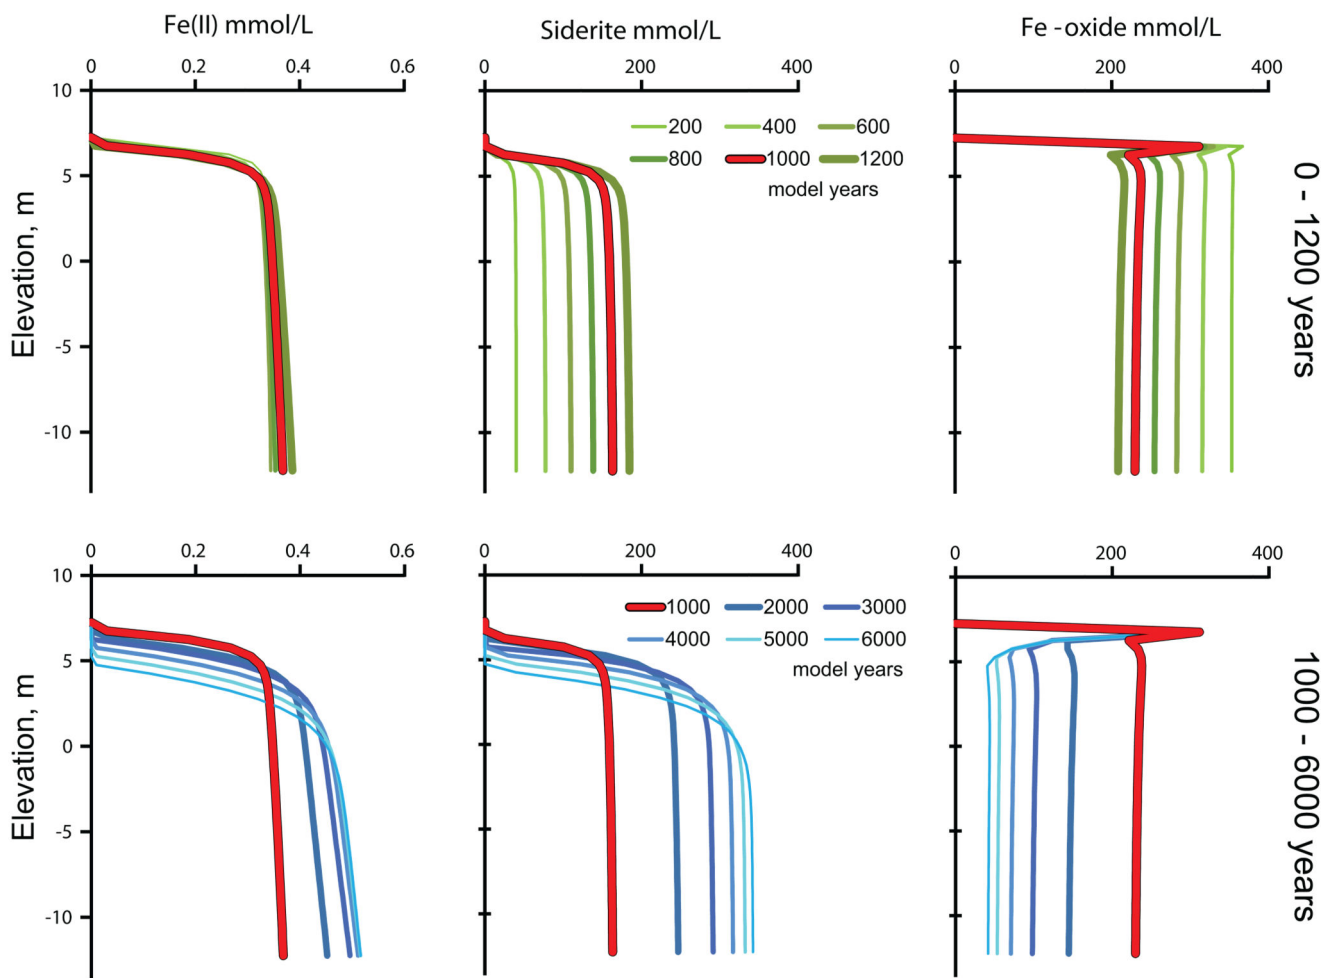 Fe(II) mmol/L
Siderite mmol/L
Fe -oxide mmol/L
0 0.2 0.4 0.6
0 200 400
0 200 400
10
5
0
-5
-10
Elevation, m
200 400 600
800 1000 1200
model years
0 - 1200 years
0 0.2 0.4 0.6
0 200 400
0 200 400
10
5
0
-5
-10
Elevation, m
1000 2000 3000
4000 5000 6000
model years
1000 - 6000 years